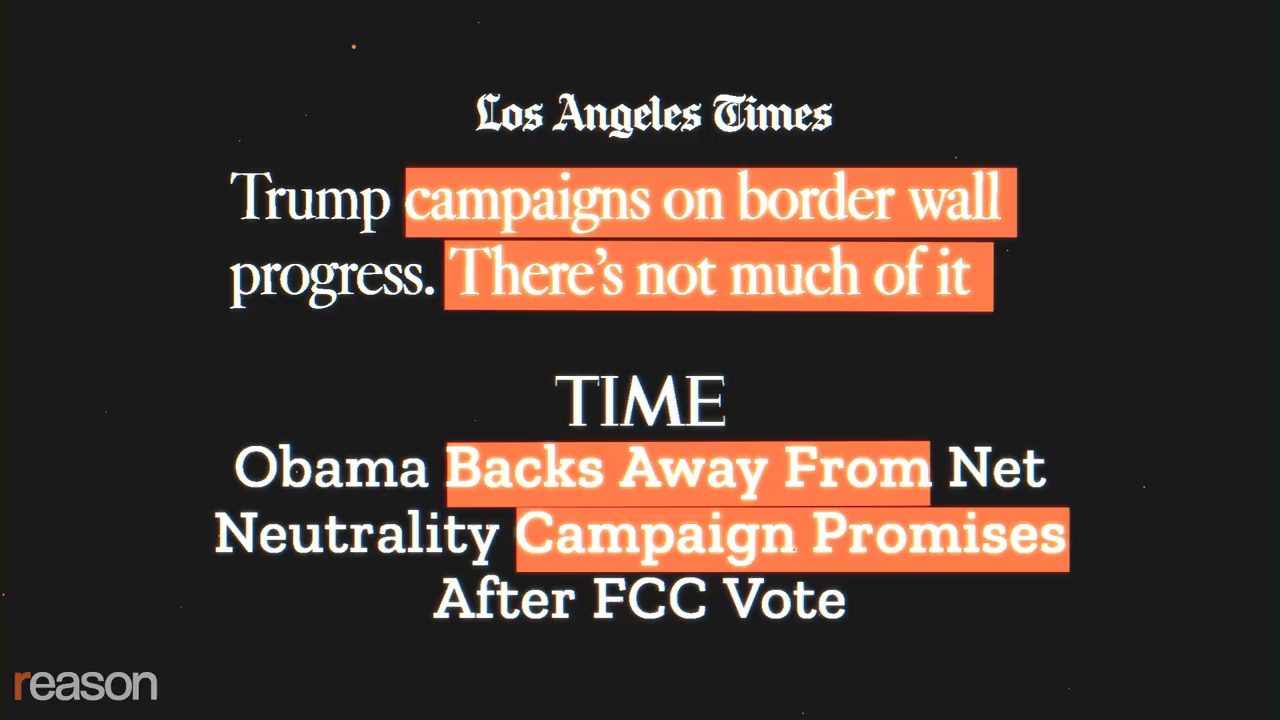 Los Angeles Times
Trump campaigns on border wall
progress. There's not much of it
TIME
Obama Backs Away From Net
Neutrality Campaign Promises
After FCC Vote
reason